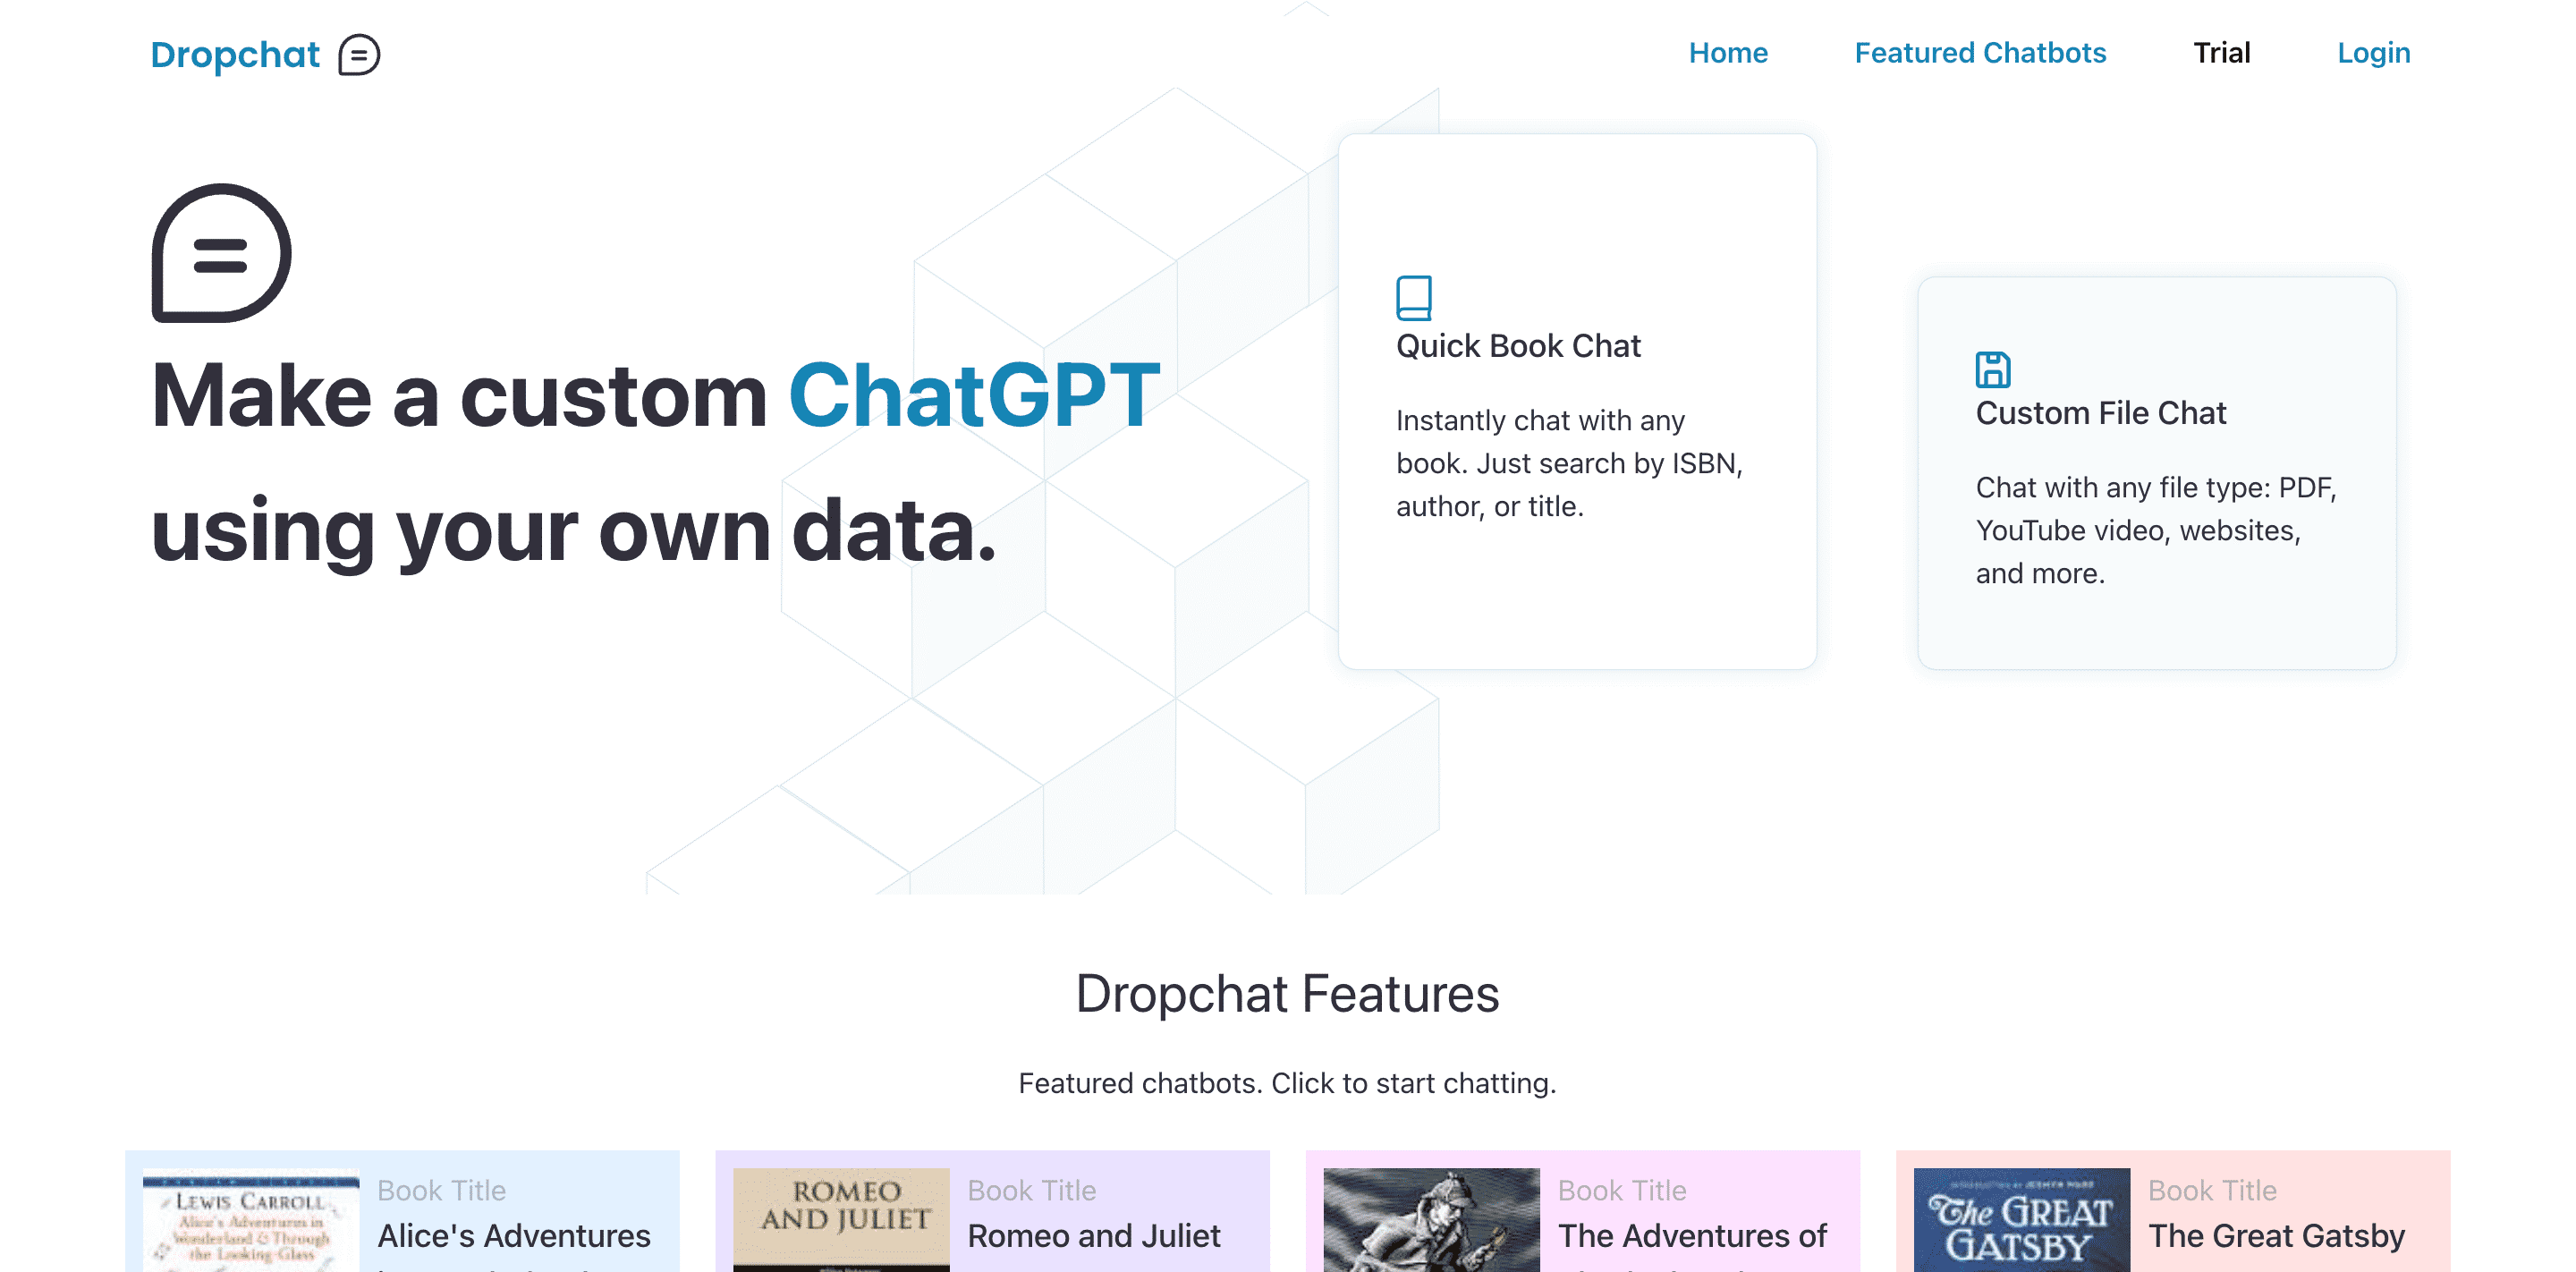 Dropchat
Home
Featured Chatbots
Trial
Login
Make a custom ChatGPT
using your own data.
Quick Book Chat
Instantly chat with any
book. Just search by ISBN,
author, or title.
Custom File Chat
Chat with any file type: PDF,
YouTube video, websites,
and more.
Dropchat Features
Featured chatbots. Click to start chatting.
LEWIS CARROLL
Alice's Adventures in
Wonderland & Through
the Looking Glass
Book Title
Alice's Adventures
ROMEO
AND JULIET
Book Title
Romeo and Juliet
Book Title
The Adventures of
The GREAT
GATSBY
Book Title
The Great Gatsby